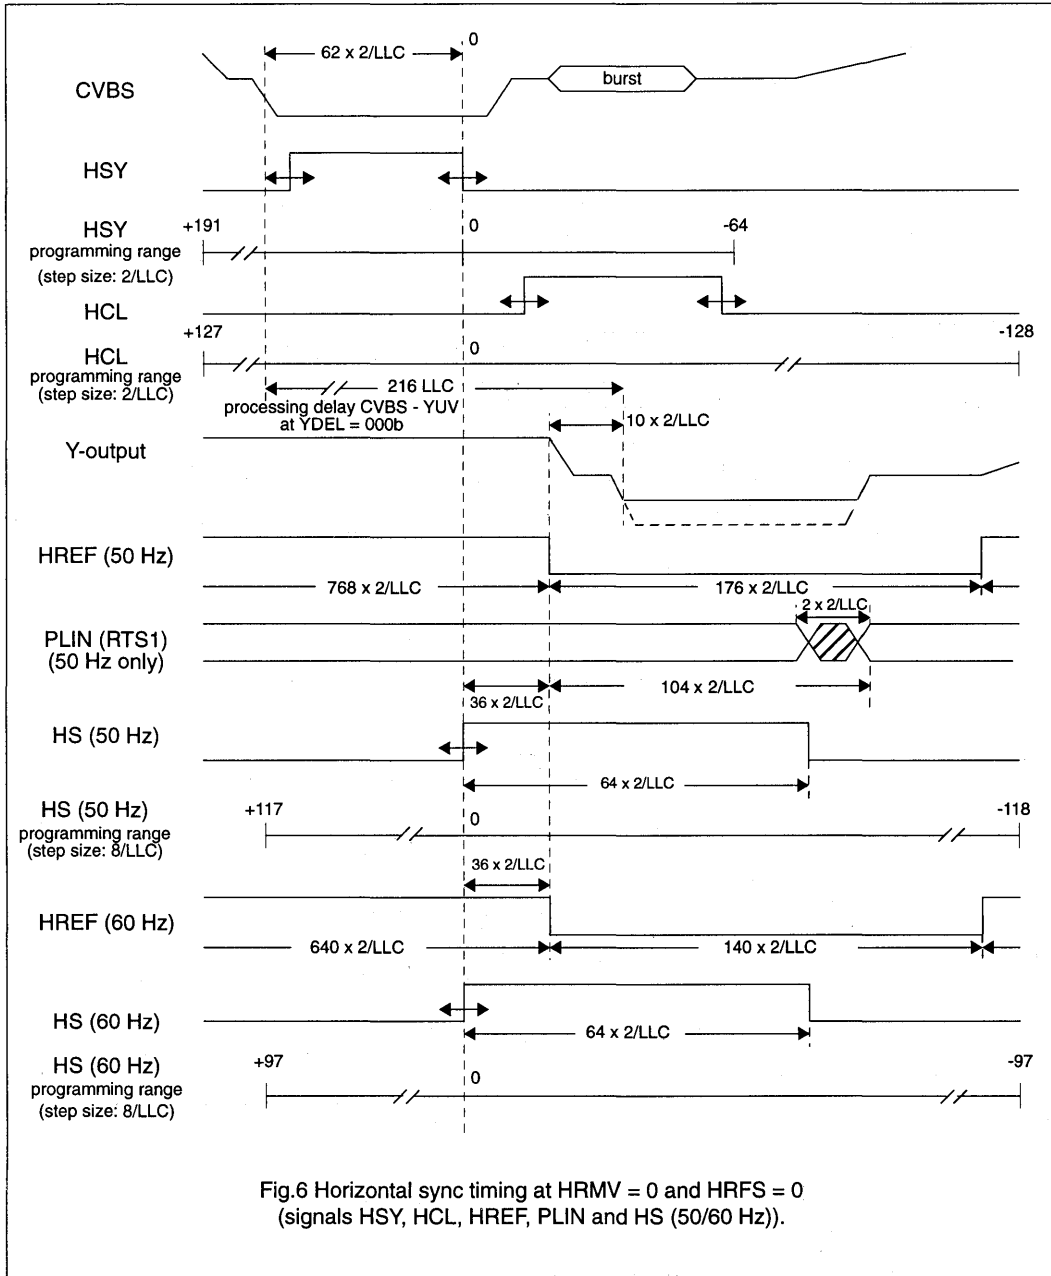 0
62 x 2/LLC
CVBS
burst
HSY
HSY
+191
0
-64
programming range
(step size: 2/LLC)
HCL
+127
-128
HCL
0
programming range
(step size: 2/LLC)
216 LLC
processing delay CVBS - YUV
at YDEL = 000b
10 x 2/LLC
Y-output
HREF (50 Hz)
768 x 2/LLC
176 x 2/LLC
2 x 2/LLC
PLIN (RTS1)
(50 Hz only)
36 x 2/LLC
104 x 2/LLC
HS (50 Hz)
64 x 2/LLC
HS (50 Hz)
+117
0
-118
programming range
(step size: 8/LLC)
36 x 2/LLC
HREF (60 Hz)
640 x 2/LLC
140 x 2/LLC
HS (60 Hz)
64 x 2/LLC
HS (60 Hz)
+97
0
-97
programming range
(step size: 8/LLC)
Fig.6 Horizontal sync timing at HRMV = 0 and HRFS = 0
(signals HSY, HCL, HREF, PLIN and HS (50/60 Hz)).